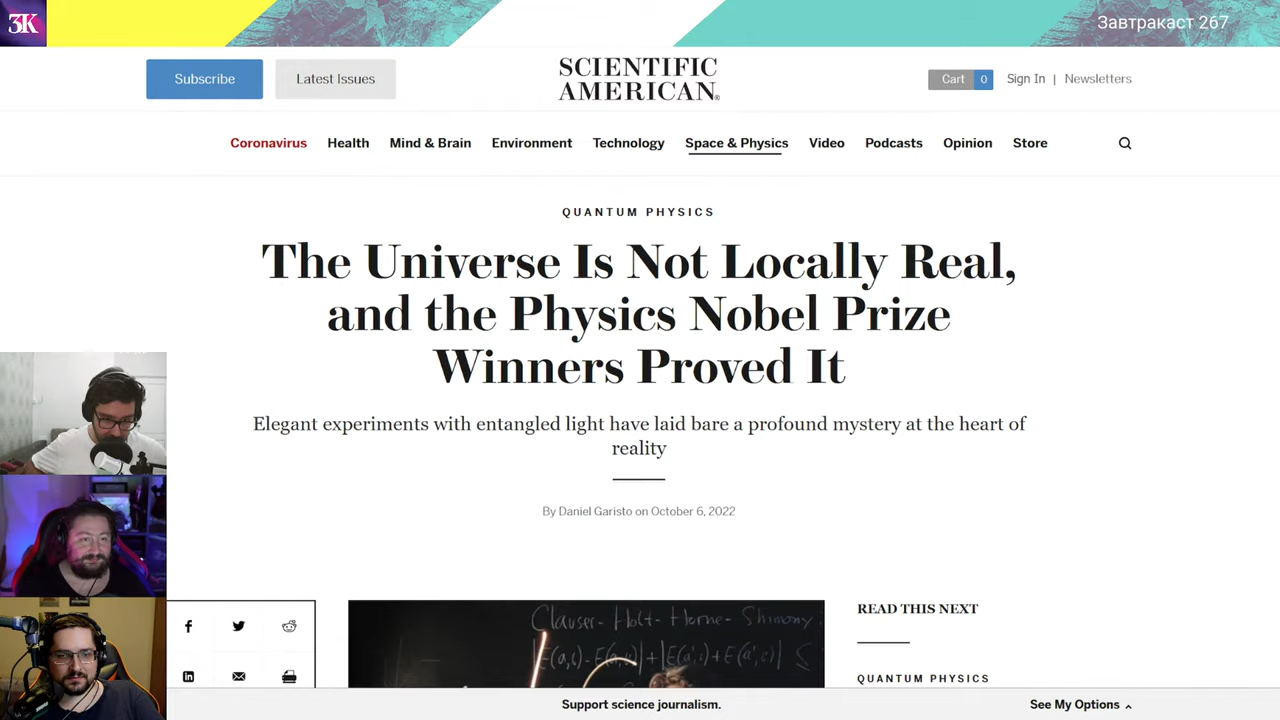 3K
Завтракаст 267
Subscribe
Latest Issues
SCIENTIFIC
AMERICAN®
Cart 0
Sign In | Newsletters
Coronavirus Health Mind & Brain Environment Technology Space & Physics Video Podcasts Opinion Store
QUANTUM PHYSICS
The Universe Is Not Locally Real,
and the Physics Nobel Prize
Winners Proved It
Elegant experiments with entangled light have laid bare a profound mystery at the heart of
reality
By Daniel Garisto on October 6, 2022
Clauser-Holt-Horne-Shimony
|E(a,c)-E(a,c')|+|E(a',c)+E(a',c')| ≤
READ THIS NEXT
QUANTUM PHYSICS
Support science journalism.
See My Options